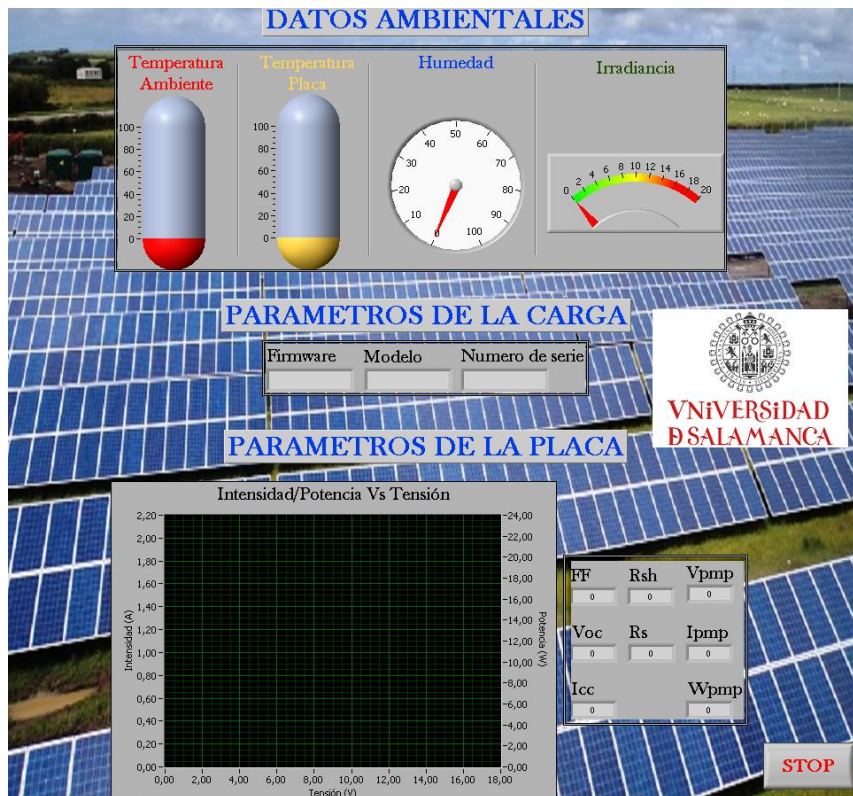 DATOS AMBIENTALES
Temperatura
Ambiente
100
80
60
40
20
0
Temperatura
Placa
100
80
60
40
20
0
Humedad
0
10
20
30
40
50
60
70
80
90
100
Irradiancia
0 2 4 6 8 10 12 14 16 18 20
PARAMETROS DE LA CARGA
Firmware Modelo Numero de serie
VNiVERSiDAD
Ð SALAMANCA
PARAMETROS DE LA PLACA
Intensidad/Potencia Vs Tensión
Intensidad (A)
2,20
2,00
1,80
1,60
1,40
1,20
1,00
0,80
0,60
0,40
0,20
0,00
24,00
22,00
20,00
18,00
16,00
14,00
12,00
10,00
8,00
6,00
4,00
2,00
0,00
Potencia (W)
0,00 2,00 4,00 6,00 8,00 10,00 12,00 14,00 16,00 18,00
Tensión (V)
FF Rsh Vpmp
0 0 0
Voc Rs Ipmp
0 0 0
Icc Wpmp
0 0
STOP